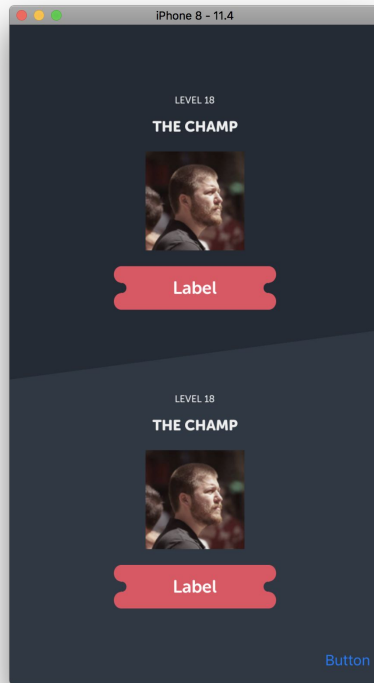 iPhone 8 - 11.4
LEVEL 18
THE CHAMP
Label
LEVEL 18
THE CHAMP
Label
Button